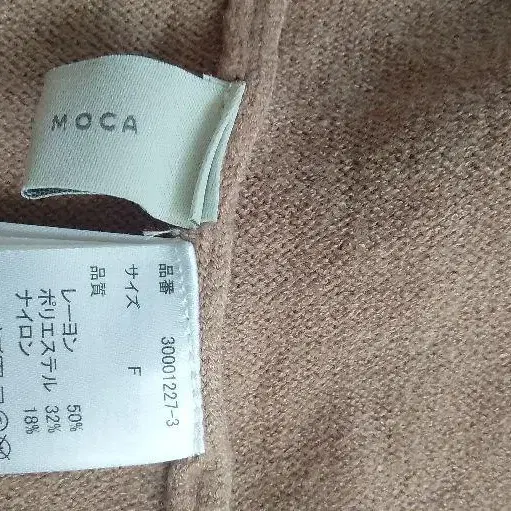 MOCA
品番 30001227-3
サイズ F
品質
レーヨン 50%
ポリエステル 32%
ナイロン 18%